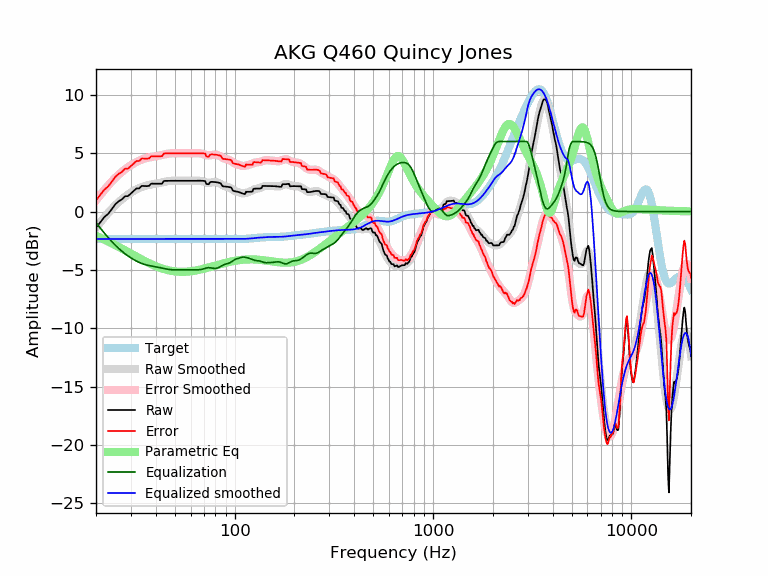 AKG Q460 Quincy Jones
10
5
0
−5
−10
−15
−20
−25
Amplitude (dBr)
Target
Raw Smoothed
Error Smoothed
Raw
Error
Parametric Eq
Equalization
Equalized smoothed
100
1000
10000
Frequency (Hz)